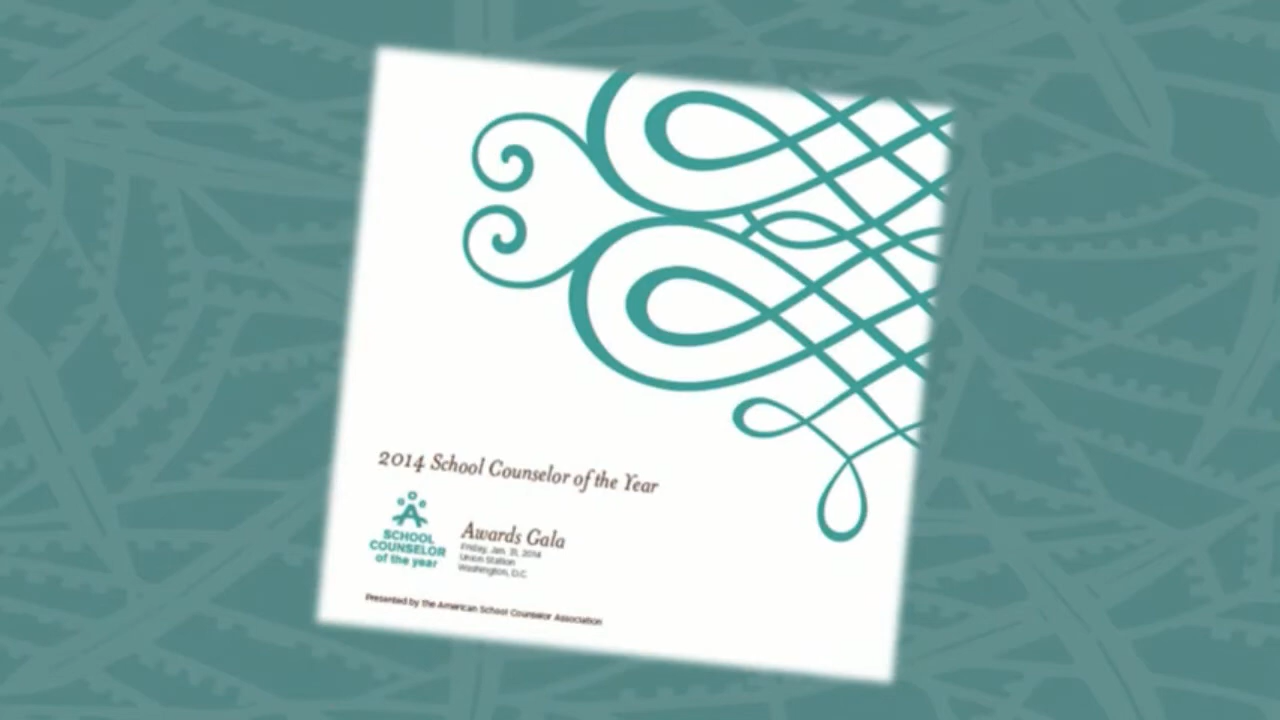 2014 School Counselor of the Year
SCHOOL
COUNSELOR
of the year
Awards Gala
Friday, Jan. 31, 2014
Union Station
Washington, D.C.
Presented by the American School Counselor Association